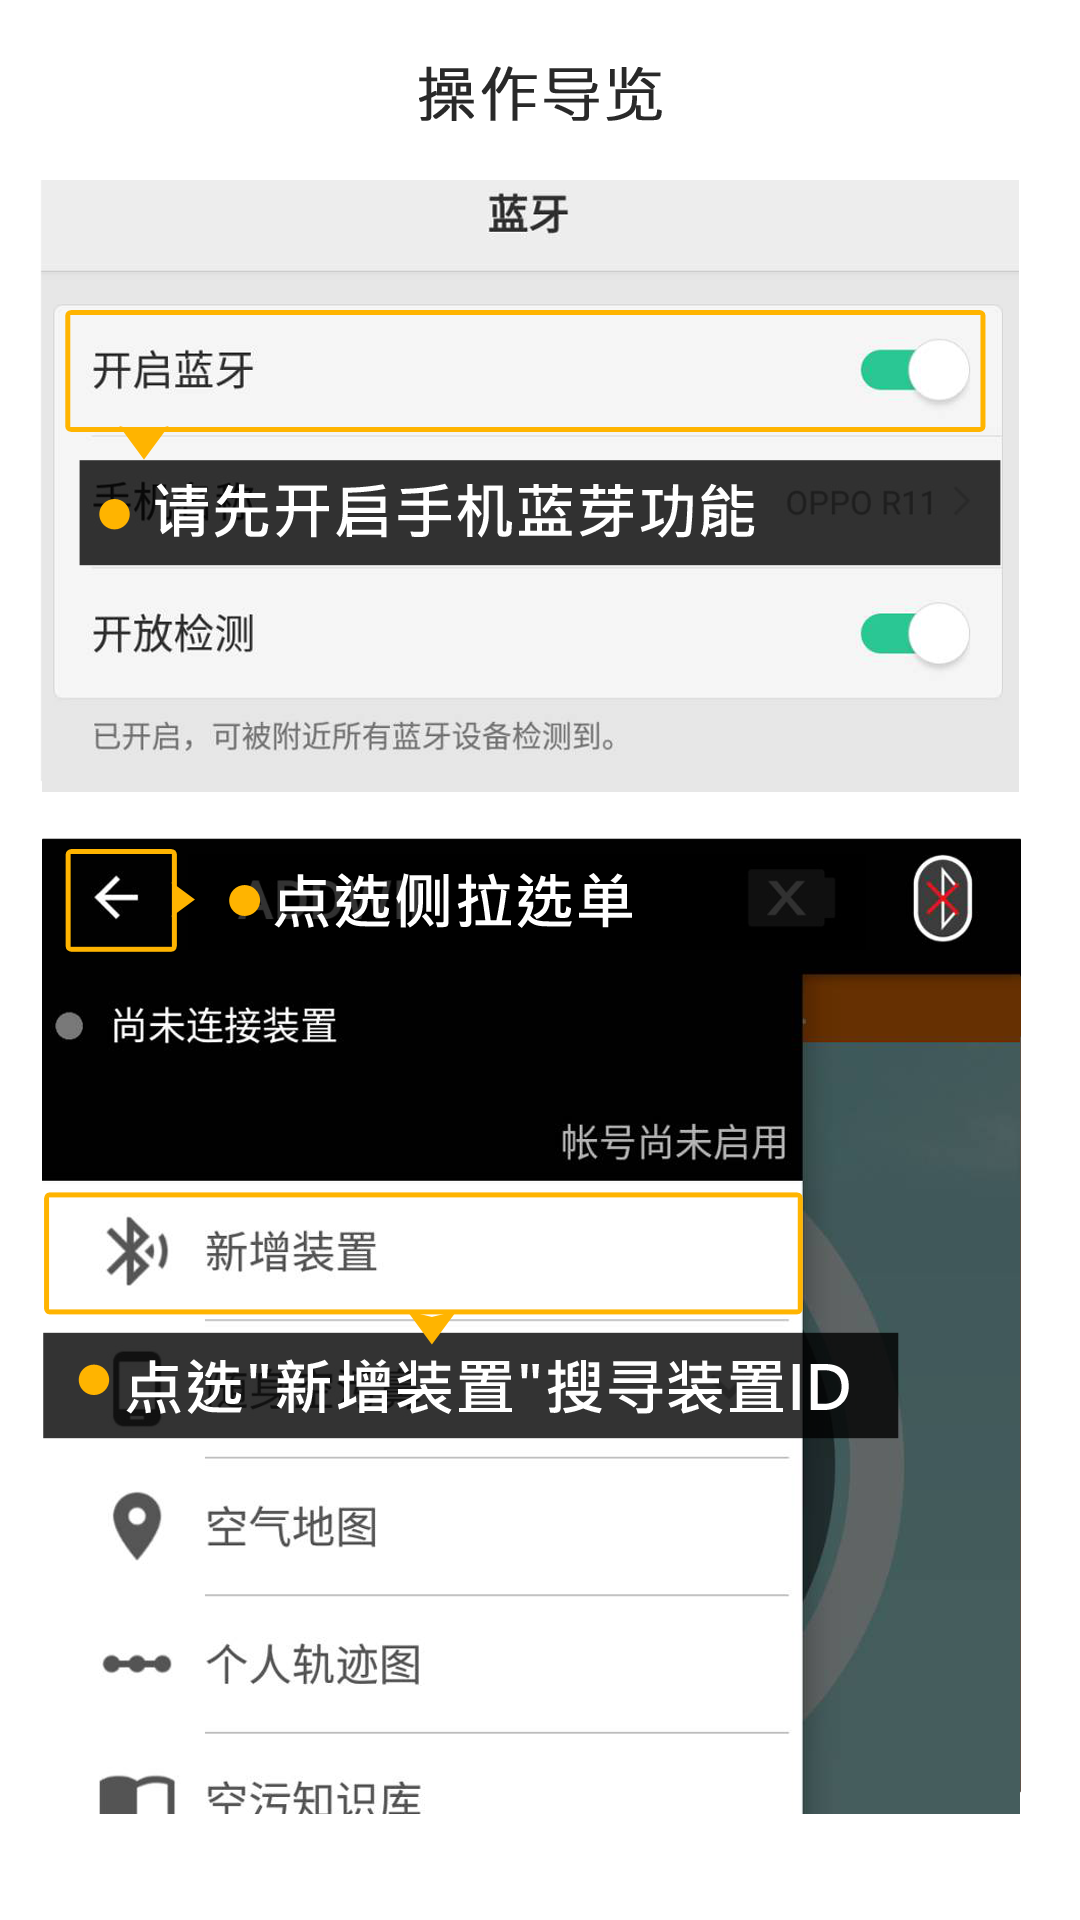 操作导览
蓝牙
开启蓝牙
请先开启手机蓝芽功能
OPPO R11
开放检测
已开启，可被附近所有蓝牙设备检测到。
点选侧拉选单
尚未连接装置
帐号尚未启用
新增装置
点选"新增装置"搜寻装置ID
空气地图
个人轨迹图
空污知识库